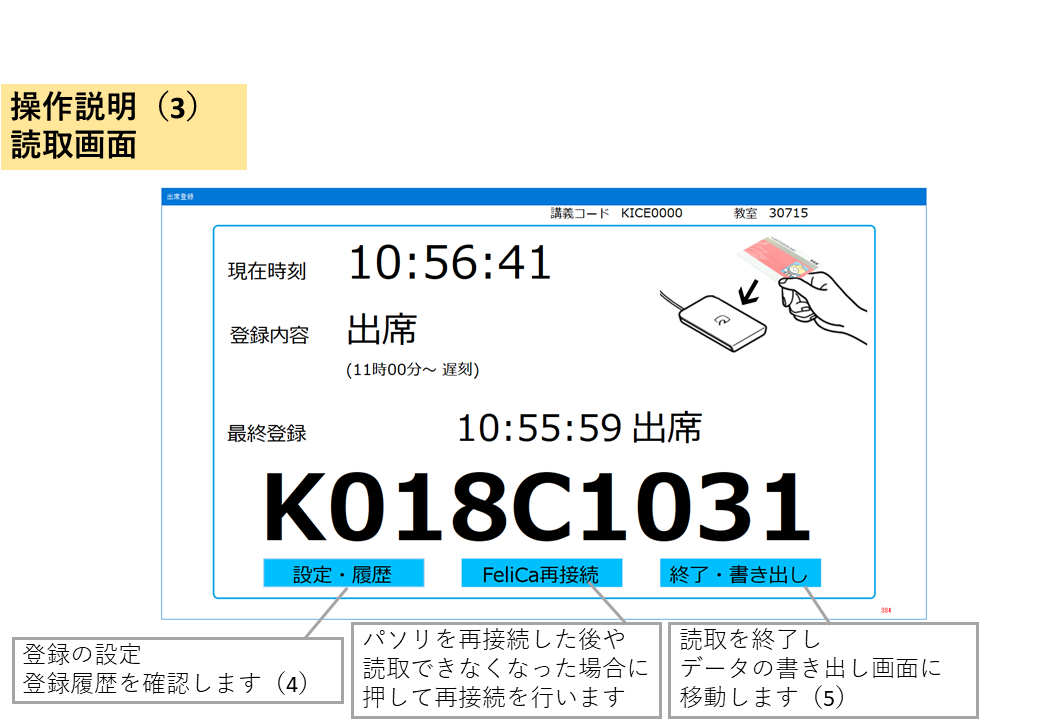 操作説明（3）
読取画面
出席登録
講義コード KICE0000 教室 30715
現在時刻 10:56:41
登録内容 出席
(11時00分～ 遅刻)
最終登録 10:55:59 出席
K018C1031
設定・履歴 FeliCa再接続 終了・書き出し
384
登録の設定
登録履歴を確認します（4）
パソリを再接続した後や
読取できなくなった場合に
押して再接続を行います
読取を終了し
データの書き出し画面に
移動します（5）